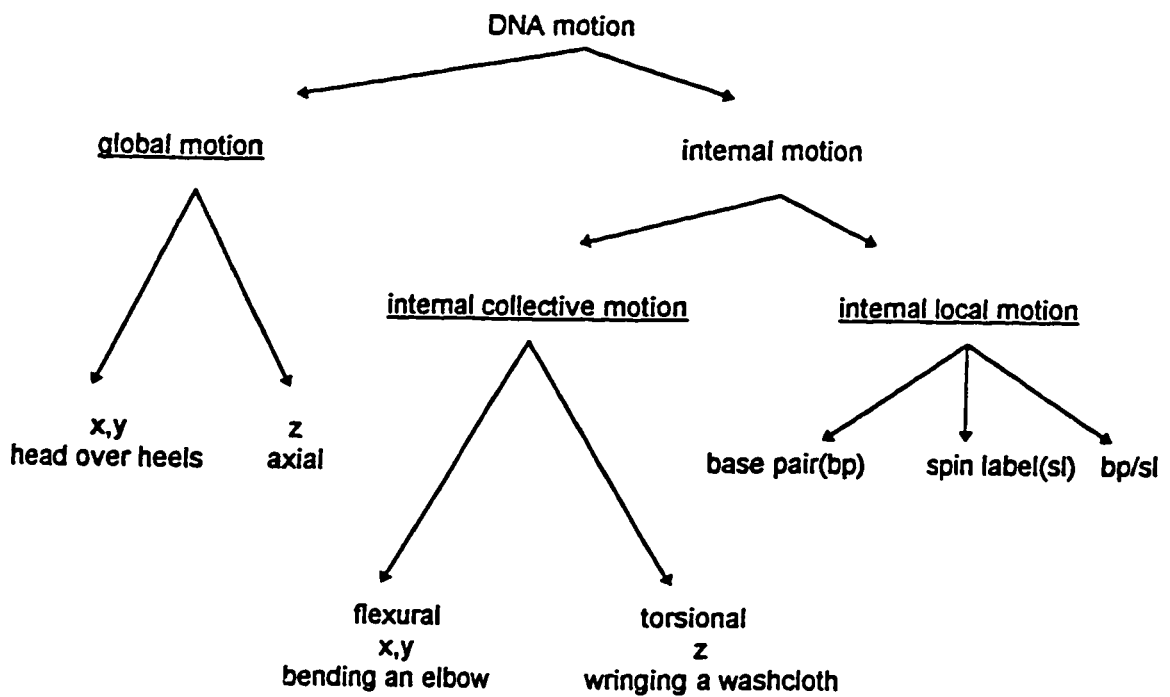 DNA motion
global motion
internal motion
internal collective motion
internal local motion
x,y
head over heels
z
axial
base pair(bp)
spin label(sl)
bp/sl
flexural
x,y
bending an elbow
torsional
z
wringing a washcloth